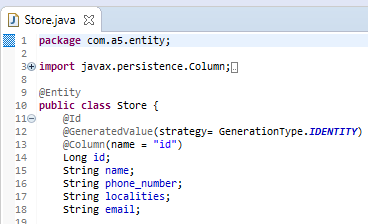 Store.java
1 package com.a5.entity;
2
3 import javax.persistence.Column;
8
9 @Entity
10 public class Store {
11 @Id
12 @GeneratedValue(strategy= GenerationType.IDENTITY)
13 @Column(name = "id")
14 Long id;
15 String name;
16 String phone_number;
17 String localities;
18 String email;